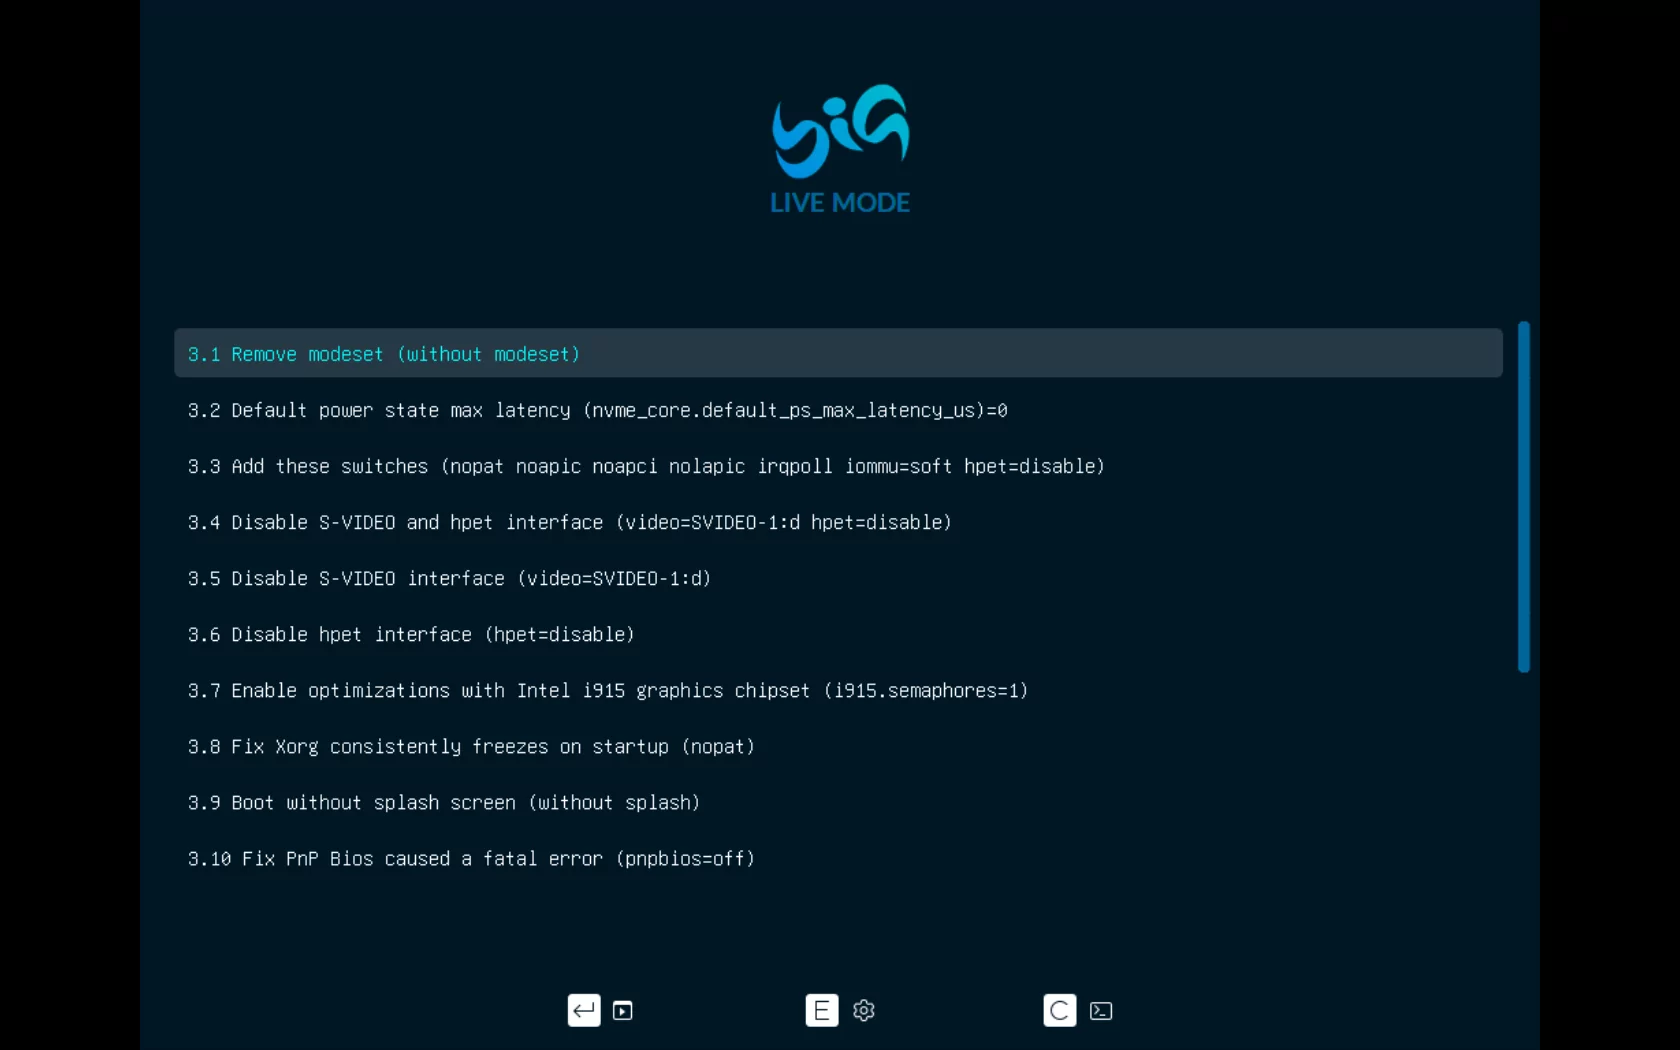 big
LIVE MODE
3.1 Remove modeset (without modeset)
3.2 Default power state max latency (nvme_core.default_ps_max_latency_us)=0
3.3 Add these switches (nopat noapic noapci nolapic irqpoll iommu=soft hpet=disable)
3.4 Disable S-VIDEO and hpet interface (video=SVIDEO-1:d hpet=disable)
3.5 Disable S-VIDEO interface (video=SVIDEO-1:d)
3.6 Disable hpet interface (hpet=disable)
3.7 Enable optimizations with Intel i915 graphics chipset (i915.semaphores=1)
3.8 Fix Xorg consistently freezes on startup (nopat)
3.9 Boot without splash screen (without splash)
3.10 Fix PnP Bios caused a fatal error (pnpbios=off)
E C